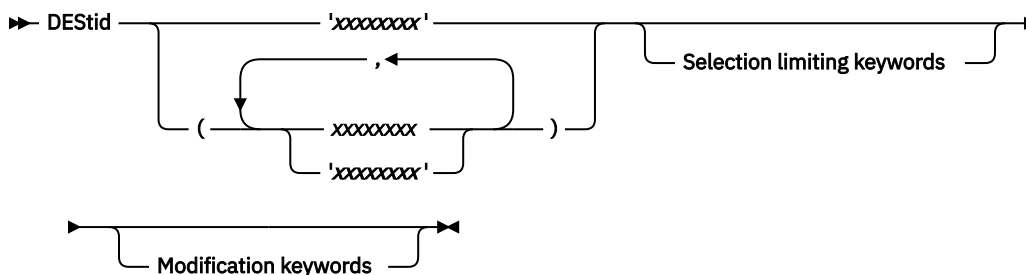 DEStid 'xxxxxxxx'
Selection limiting keywords
,
( xxxxxxxx )
'xxxxxxxx'
Modification keywords